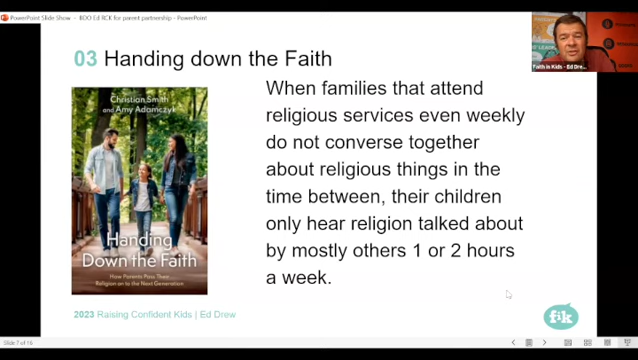 PowerPoint Slide Show - BOO Ed RCK for parent partnership - PowerPoint
03 Handing down the Faith
Christian Smith
and Amy Adamczyk
Handing
Down the Faith
How Parents Pass Their
Religion on to the Next Generation
When families that attend
religious services even weekly
do not converse together
about religious things in the
time between, their children
only hear religion talked about
by mostly others 1 or 2 hours
a week.
2023 Raising Confident Kids | Ed Drew
fik
Faith in Kids - Ed Dre...
Slide 7 of 16